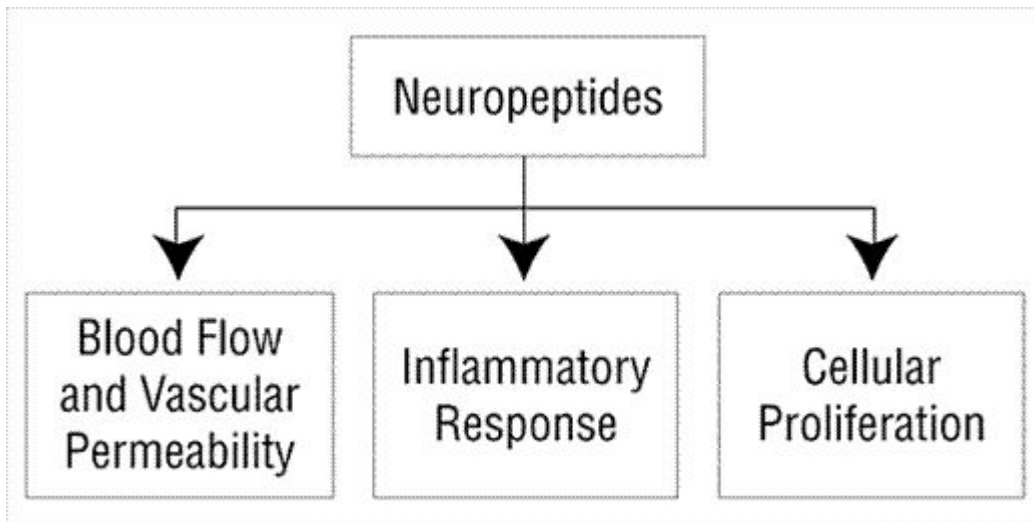 Neuropeptides
Blood Flow
and Vascular
Permeability
Inflammatory
Response
Cellular
Proliferation